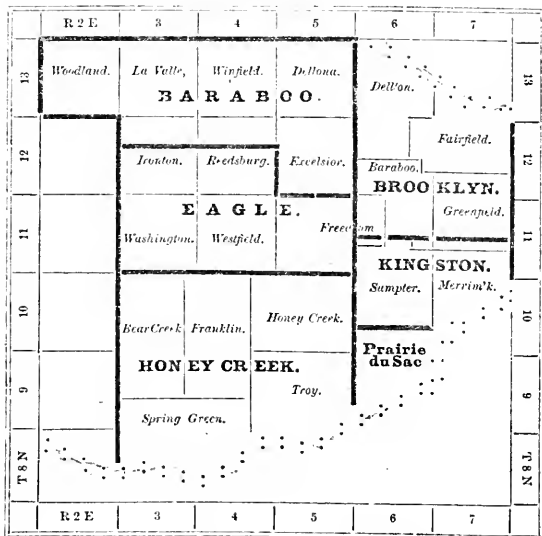 R 2 E 3 4 5 6 7
13 Woodland. La Valle, Winfield. Dellona. Dell'on. 13
BARABOO.
Fairfield.
12 Ironton. Reedsburg. Excelsior. Baraboo. 12
BROOKLYN.
EAGLE. Greenfield.
11 Washington. Westfield. Freedom 11
KINGSTON.
Sumpter. Merrim'k.
10 Bear Creek Franklin. Honey Creek. 10
Prairie
du Sac
HONEY CREEK.
9 Troy. 9
Spring Green.
T 8 N T 8 N
R 2 E 3 4 5 6 7